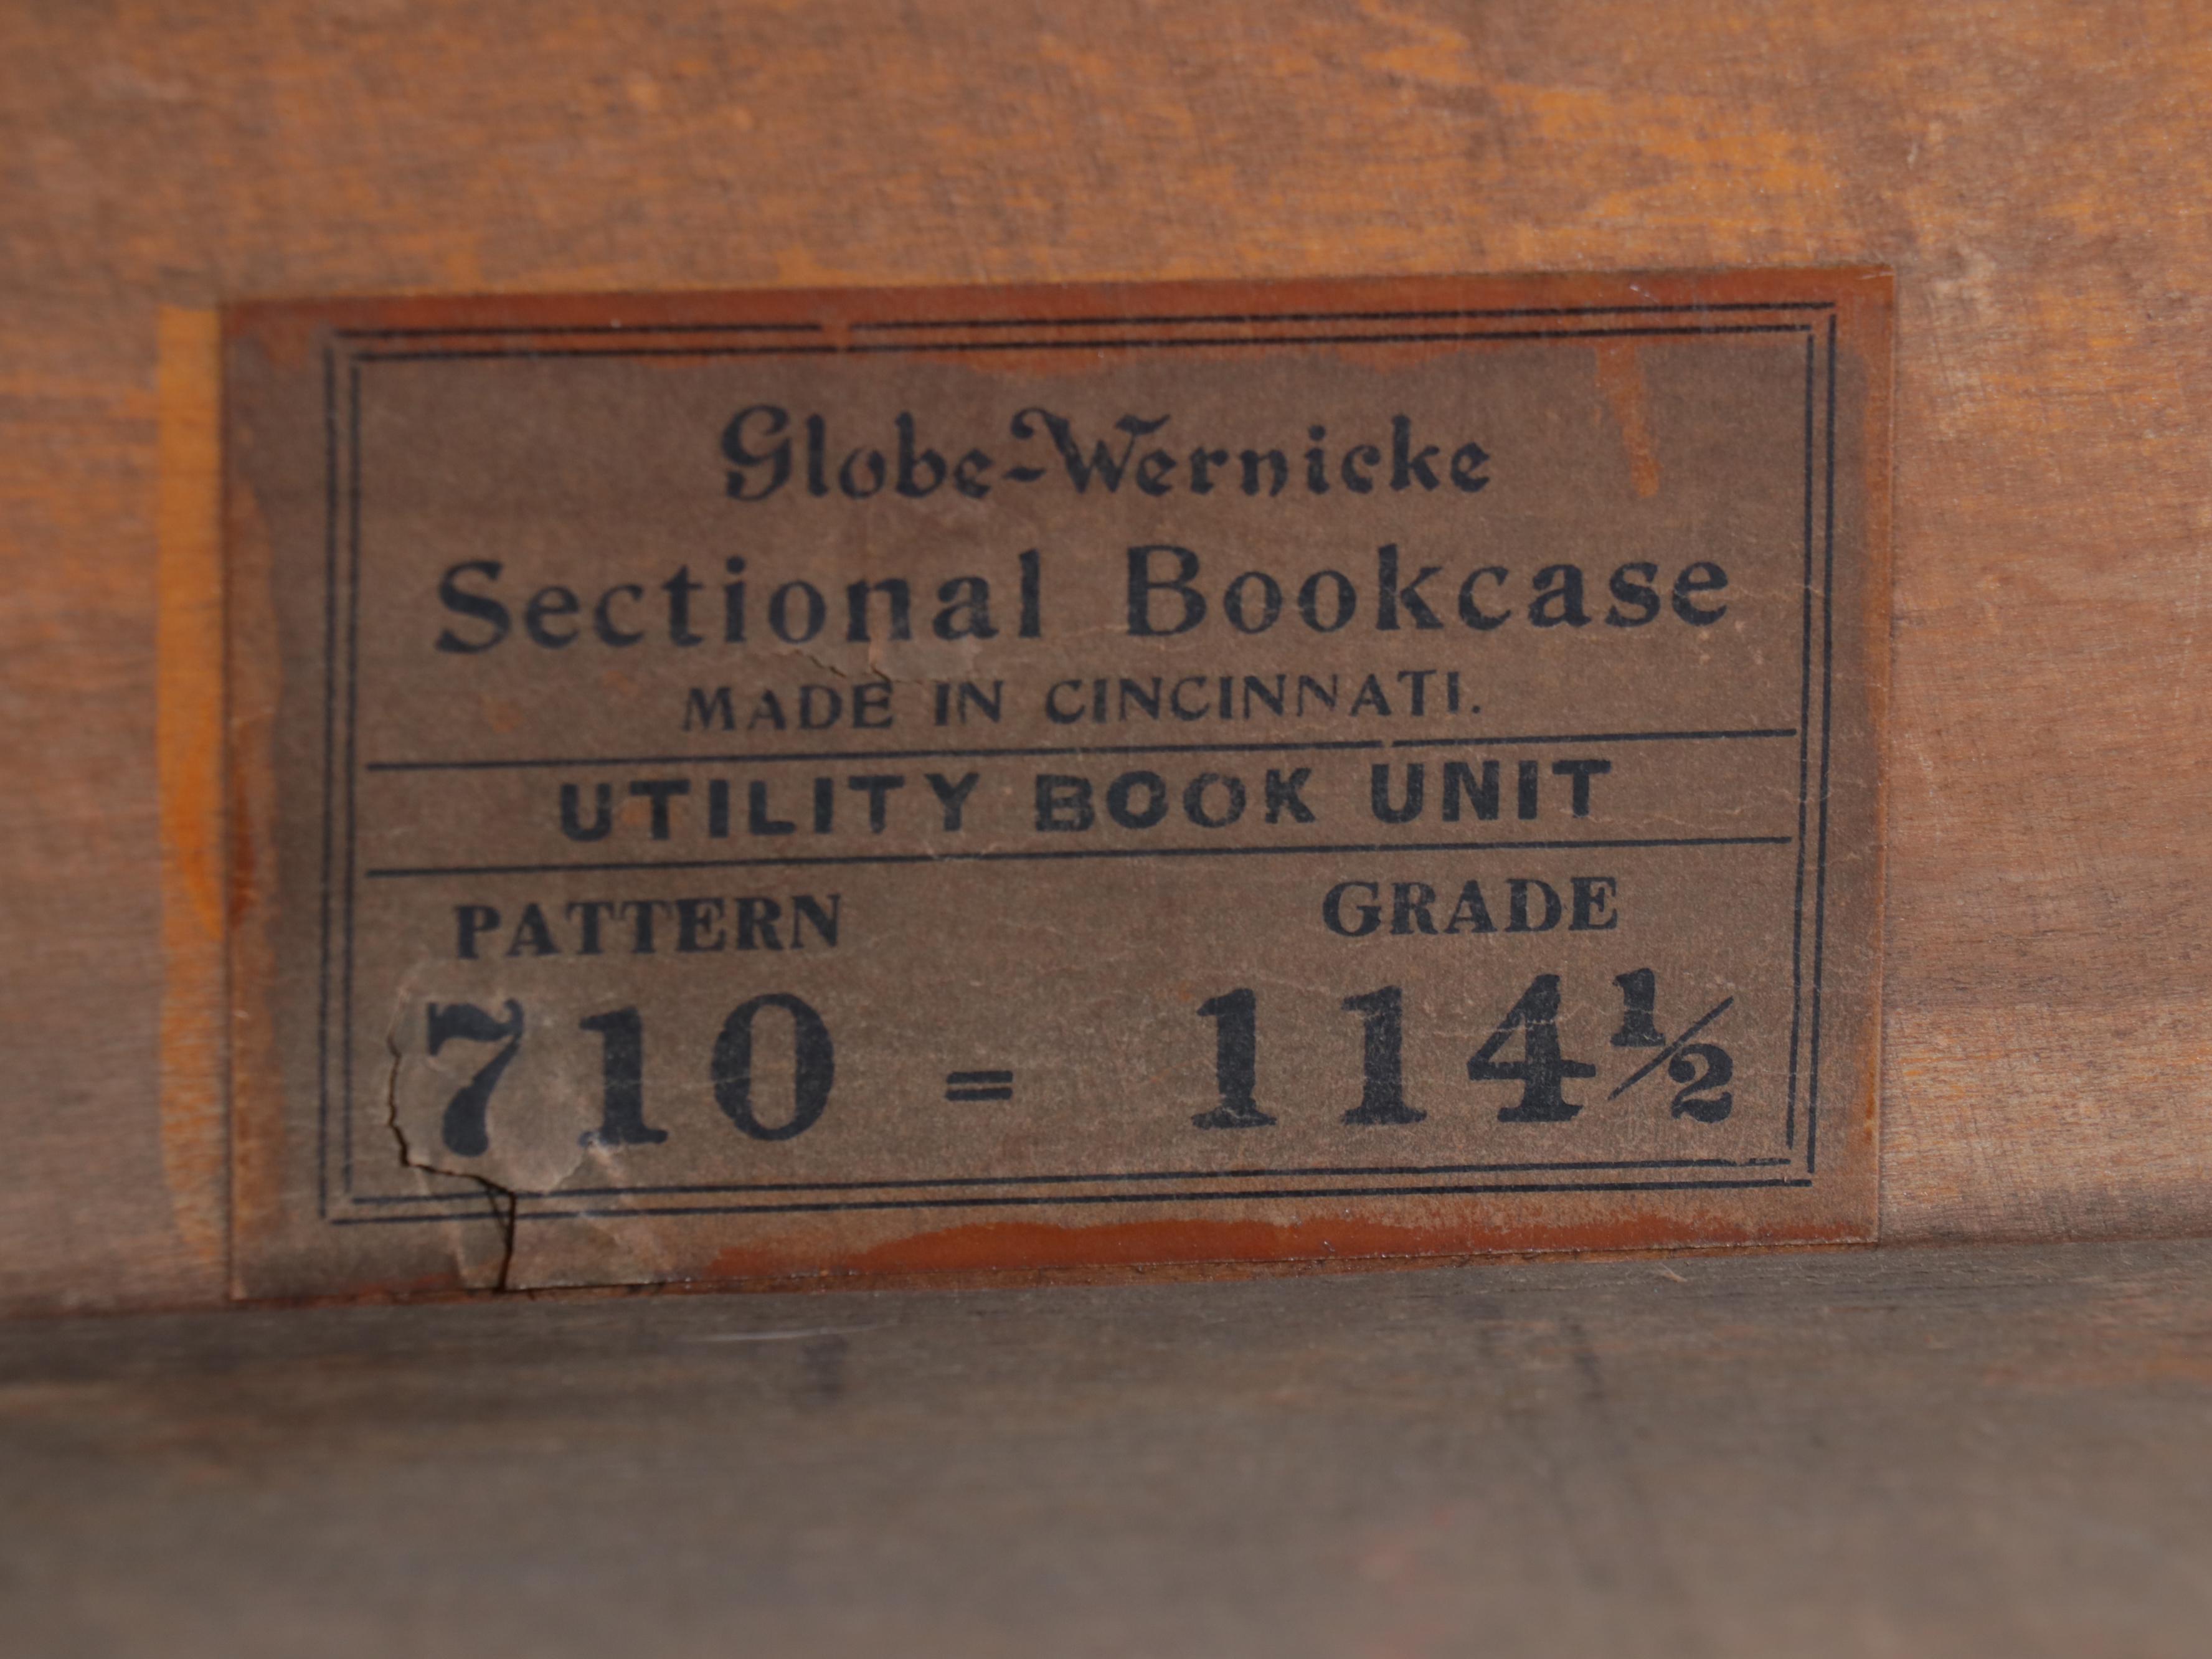 Globe-Wernicke
Sectional Bookcase
MADE IN CINCINNATI.
UTILITY BOOK UNIT
PATTERN GRADE
710 = 114½